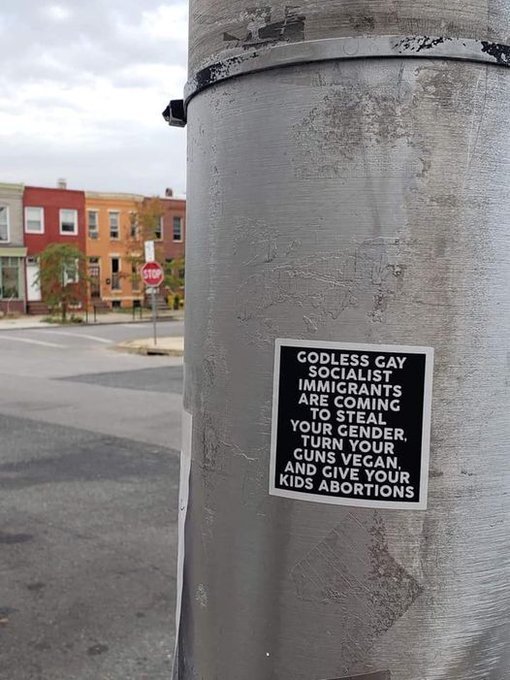 STOP
GODLESS GAY
SOCIALIST
IMMIGRANTS
ARE COMING
TO STEAL
YOUR GENDER,
TURN YOUR
GUNS VEGAN,
AND GIVE YOUR
KIDS ABORTIONS